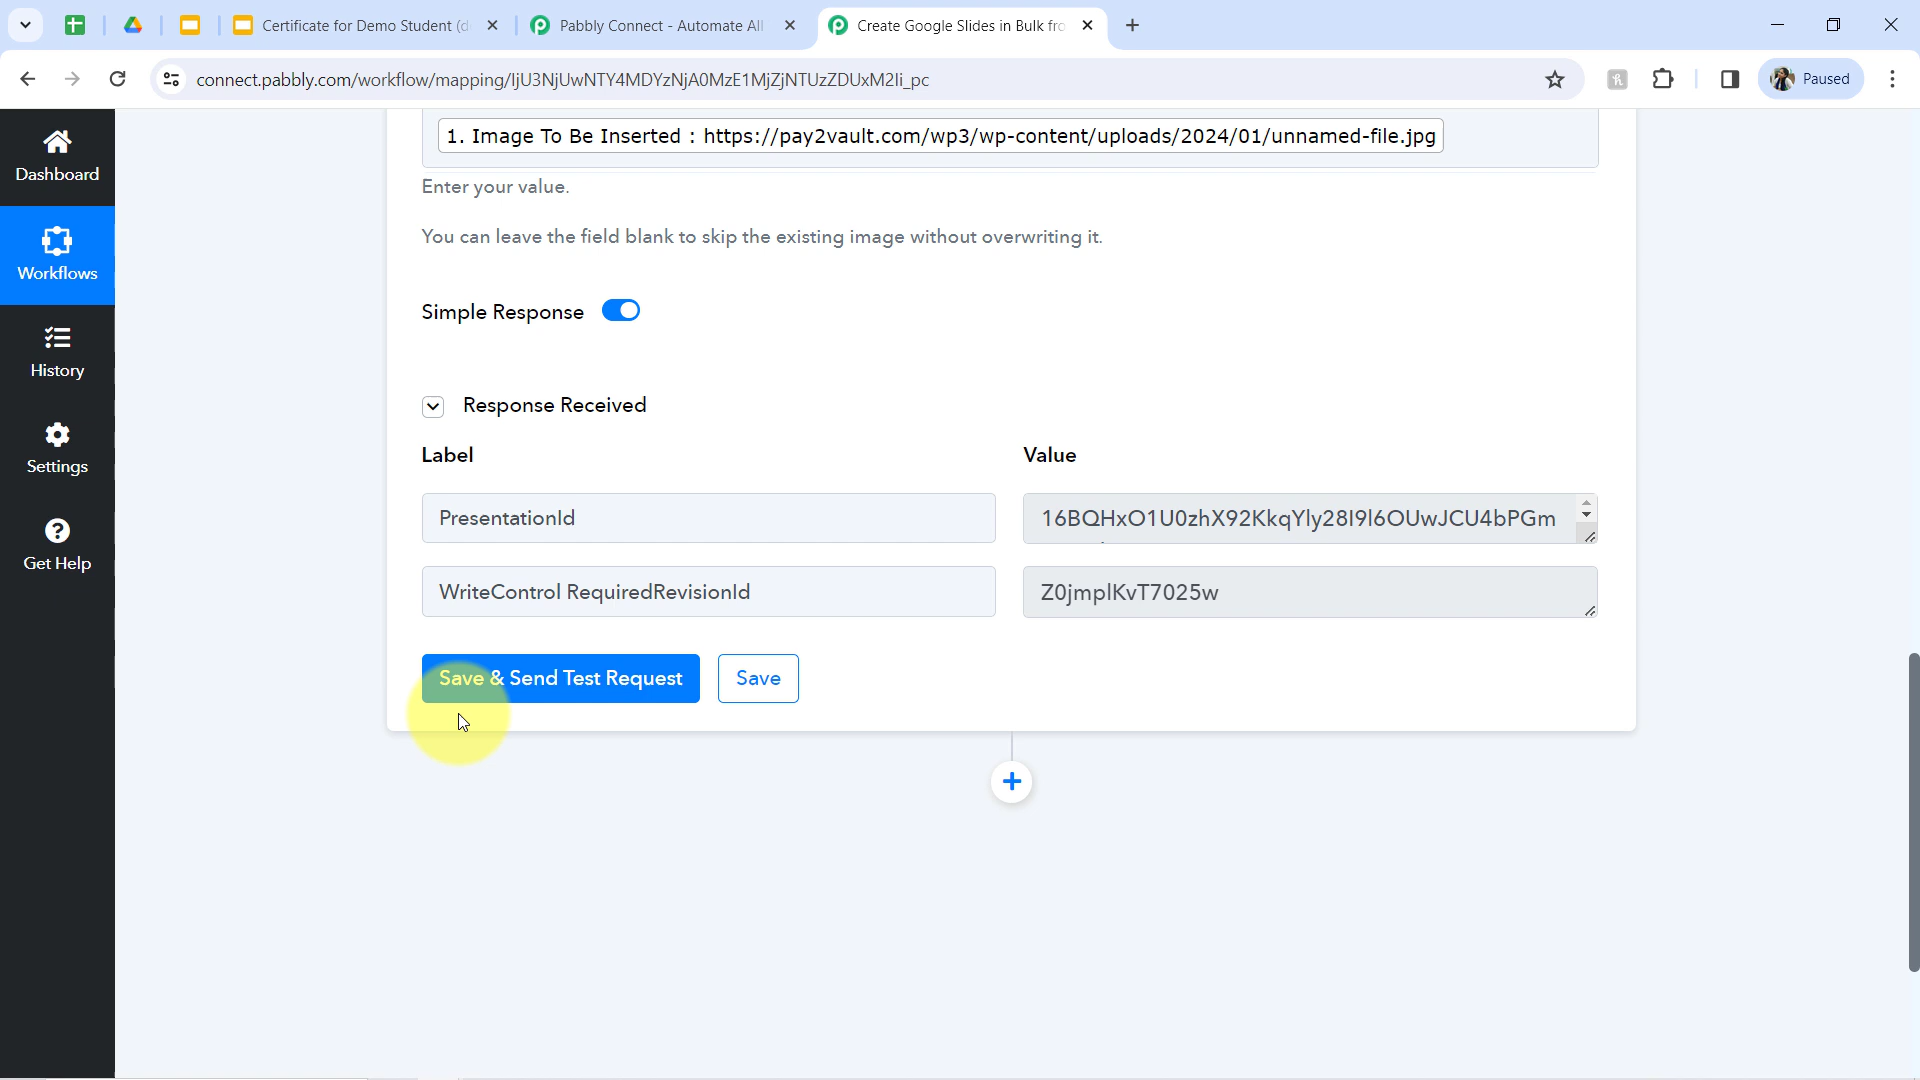 Certificate for Demo Student (d
Pabbly Connect - Automate All
Create Google Slides in Bulk fro
connect.pabbly.com/workflow/mapping/IjU3NjUwNTY4MDYzNjA0MzE1MjZjNTUzZDUxM2Ii_pc
Paused
Dashboard
Workflows
History
Settings
Get Help
1. Image To Be Inserted : https://pay2vault.com/wp3/wp-content/uploads/2024/01/unnamed-file.jpg
Enter your value.
You can leave the field blank to skip the existing image without overwriting it.
Simple Response
Response Received
Label
Value
PresentationId
16BQHxO1U0zhX92KkqYly28I9l6OUwJCU4bPGm
WriteControl RequiredRevisionId
Z0jmplKvT7025w
Save & Send Test Request
Save